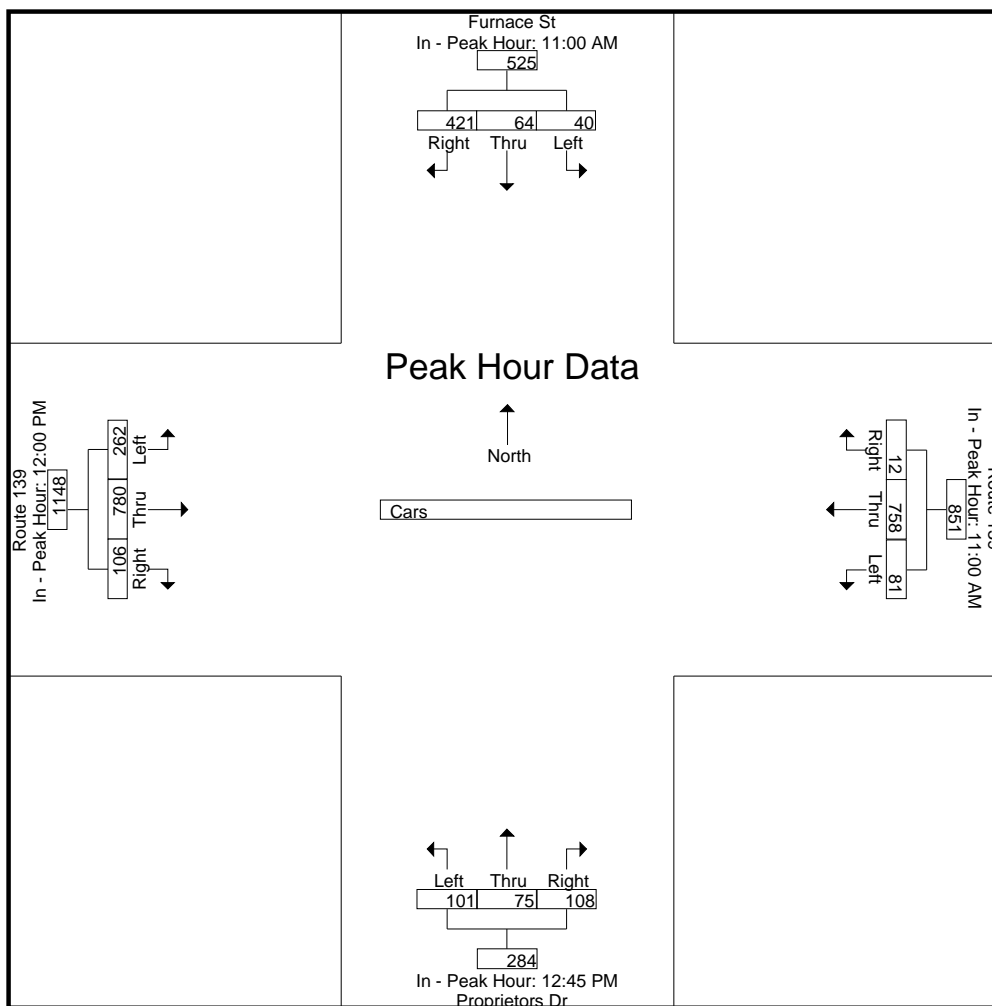 Furnace St
In - Peak Hour: 11:00 AM
525
421 64 40
Right Thru Left
Peak Hour Data
North
Cars
Route 139
In - Peak Hour: 12:00 PM
1148
262 780 106
Left Thru Right
In - Peak Hour: 11:00 AM
851
12 758 81
Right Thru Left
Left Thru Right
101 75 108
284
In - Peak Hour: 12:45 PM
Proprietors Dr